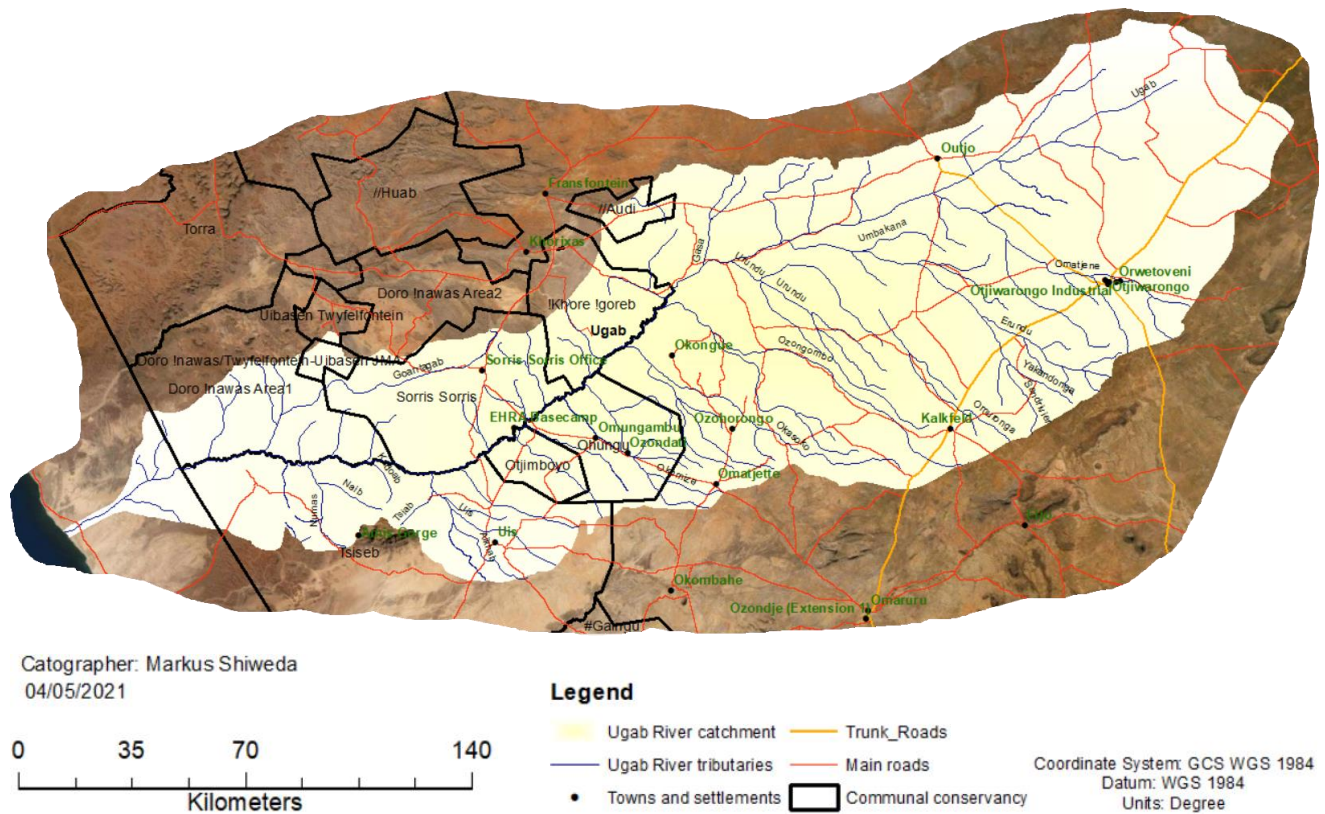 Ugab
Outjo
Fransfontein
//Huab
//Audi
Torra
Khorixas
Gasa
Umbakana
Urundu
Urundu
Omatjene
Orwetoveni
Otjiwarongo Industrial
Otjiwarongo
Doro !nawas Area2
!Khore !goreb
Uibasen Twyfelfontein
Ugab
Erundu
Okongue
Ozongombo
Doro !nawas/Twyfelfontein-Uibasen JMA
Goantagab
Sorris Sorris Office
Yakandonga
Doro !nawas Area1
Sorris Sorris
Sandrivier
Omuronga
EHRA Basecamp
Omungambu
Ozohorongo
Okasoko
Kalkfeld
Ohungu
Ozondati
Otjimboyo
Okamize
Omatjette
Naib
Tsiab
Numas
Uis
Uis
Tsiseb
Okombahe
Ozondje (Extension 1)
Omaruru
#Gaingu
Catographer: Markus Shiweda
04/05/2021
0 35 70 140
Kilometers
Legend
Ugab River catchment
Trunk_Roads
Ugab River tributaries
Main roads
Towns and settlements
Communal conservancy
Coordinate System: GCS WGS 1984
Datum: WGS 1984
Units: Degree